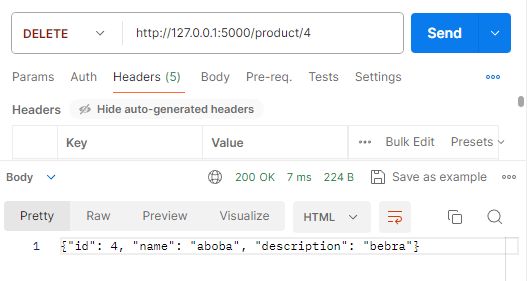 DELETE http://127.0.0.1:5000/product/4 Send
Params Auth Headers (5) Body Pre-req. Tests Settings
Headers Hide auto-generated headers
Key Value Bulk Edit Presets
Body 200 OK 7 ms 224 B Save as example
Pretty Raw Preview Visualize HTML
1 {"id": 4, "name": "aboba", "description": "bebra"}